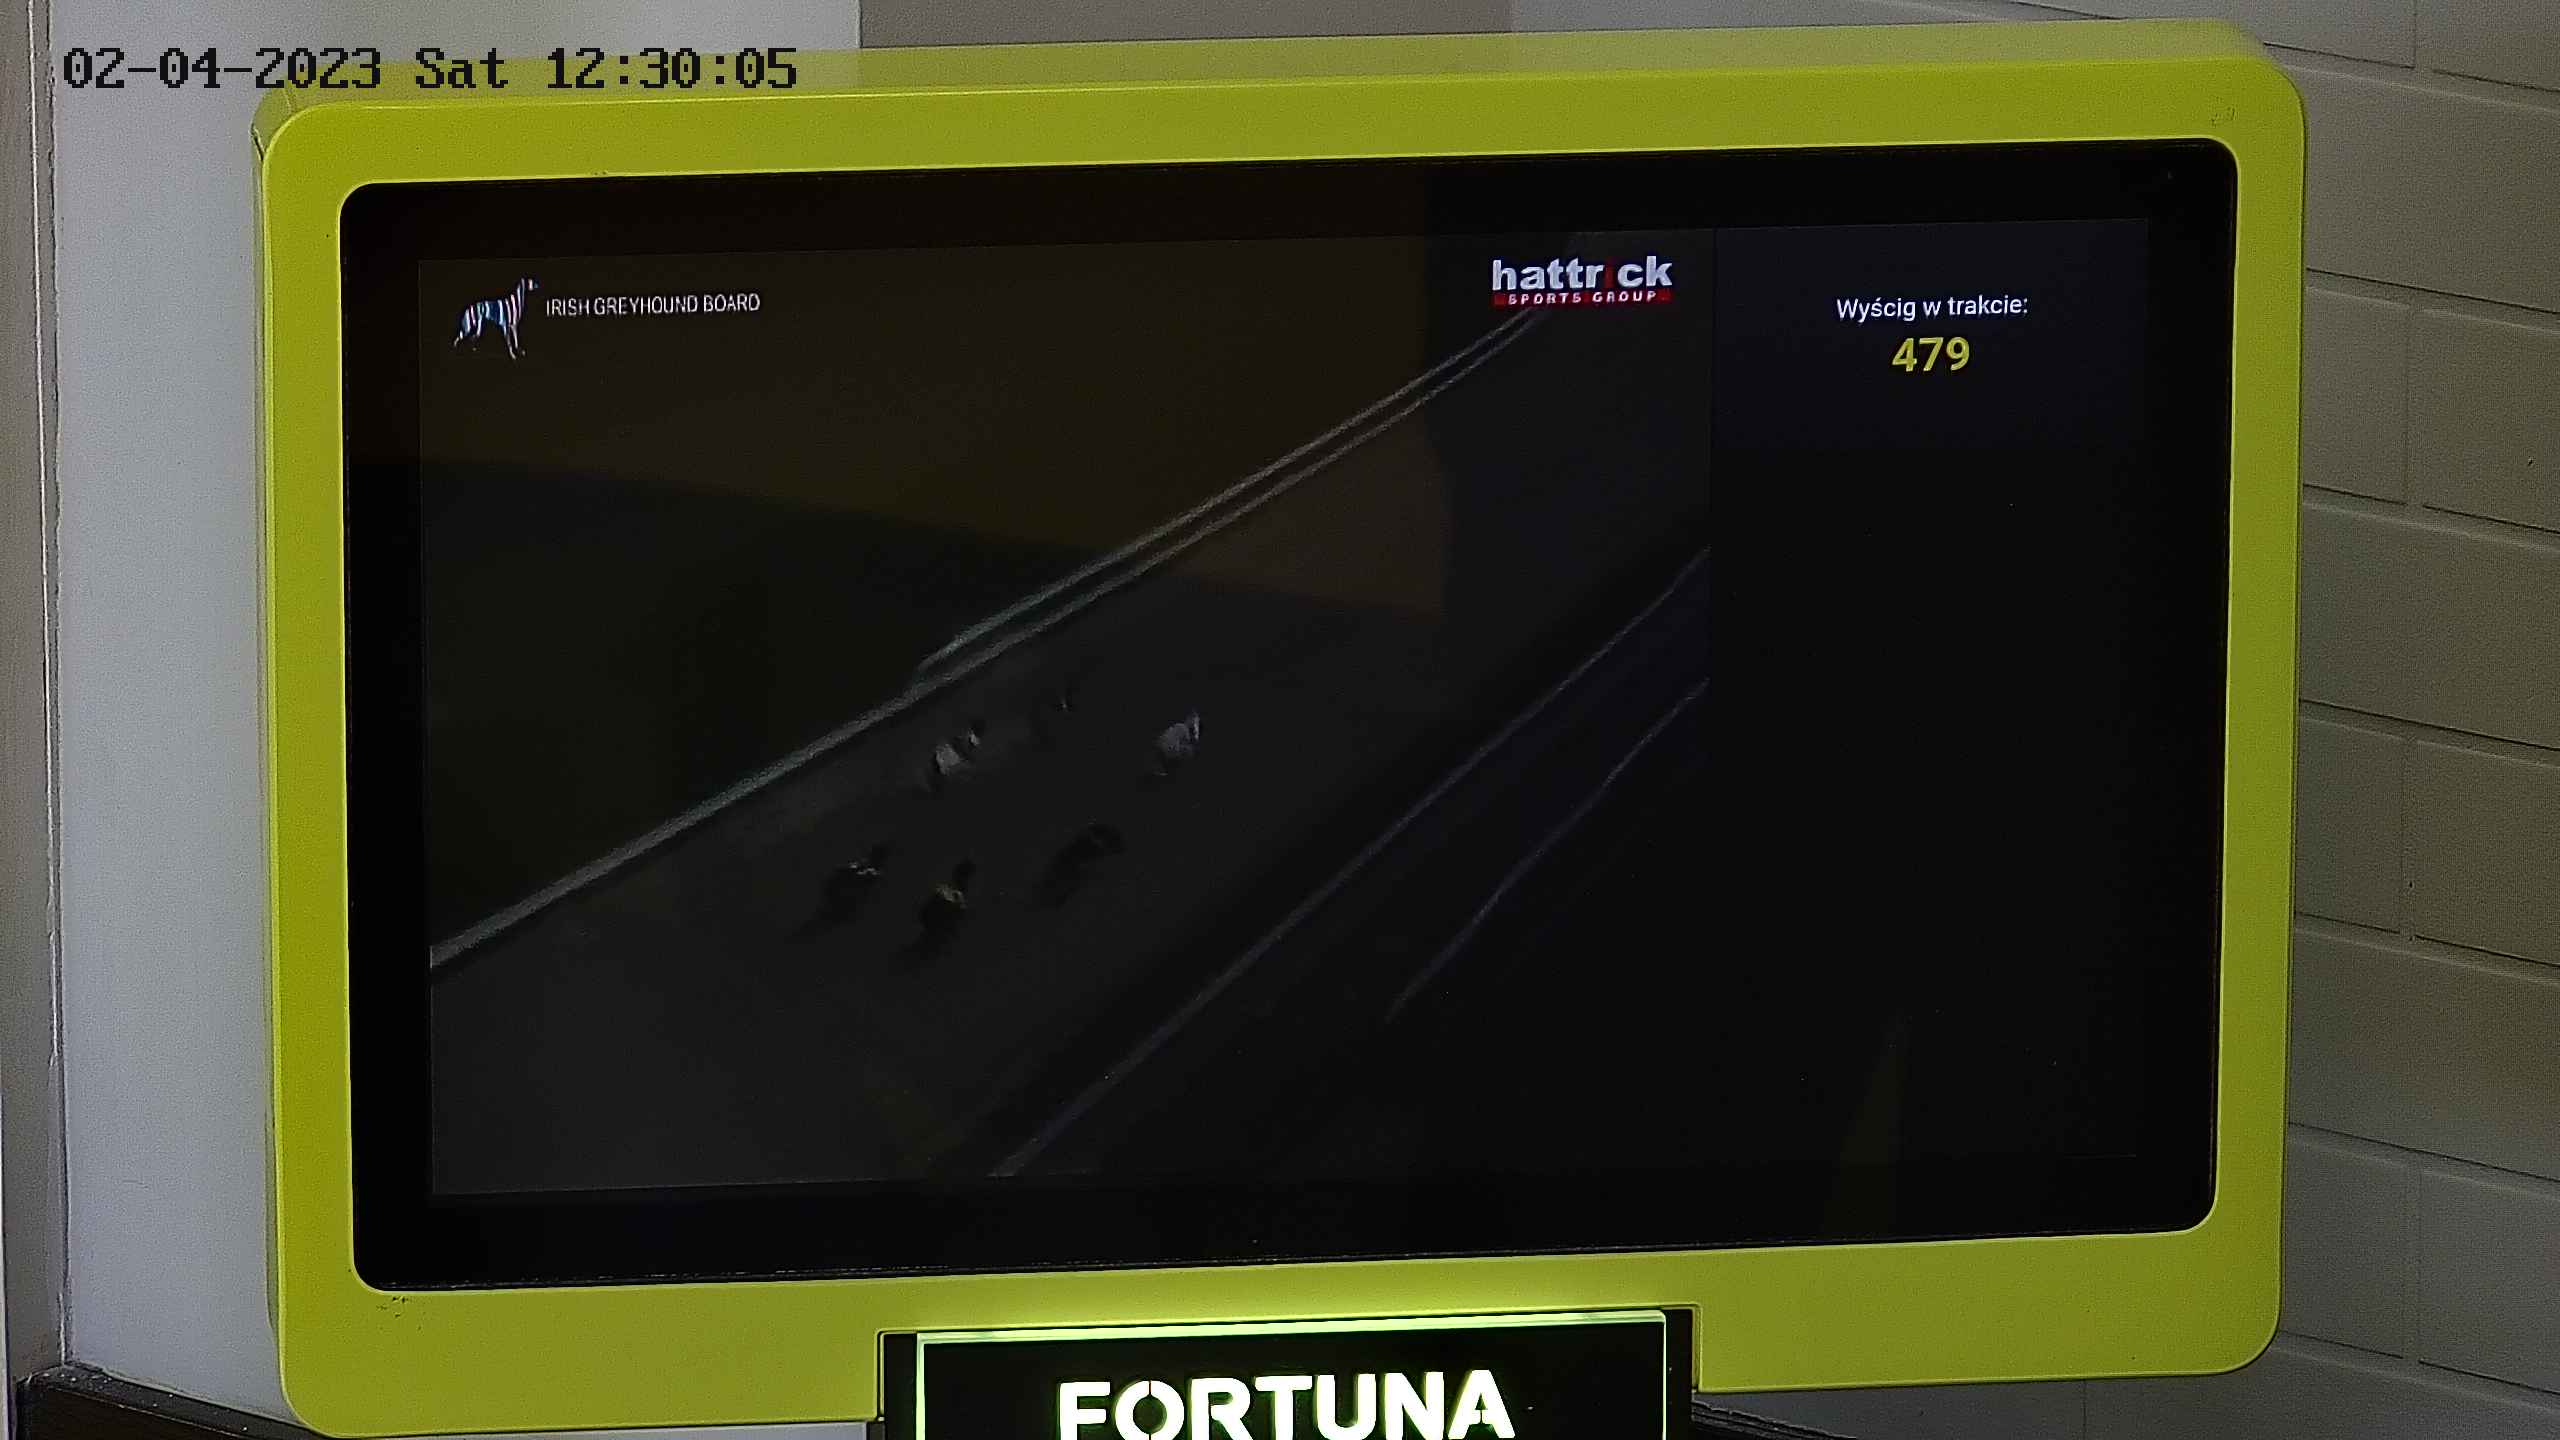 02-04-2023 Sat 12:30:05
IRISH GREYHOUND BOARD
hattrick
SPORTS GROUP
Wyścig w trakcie:
479
FORTUNA